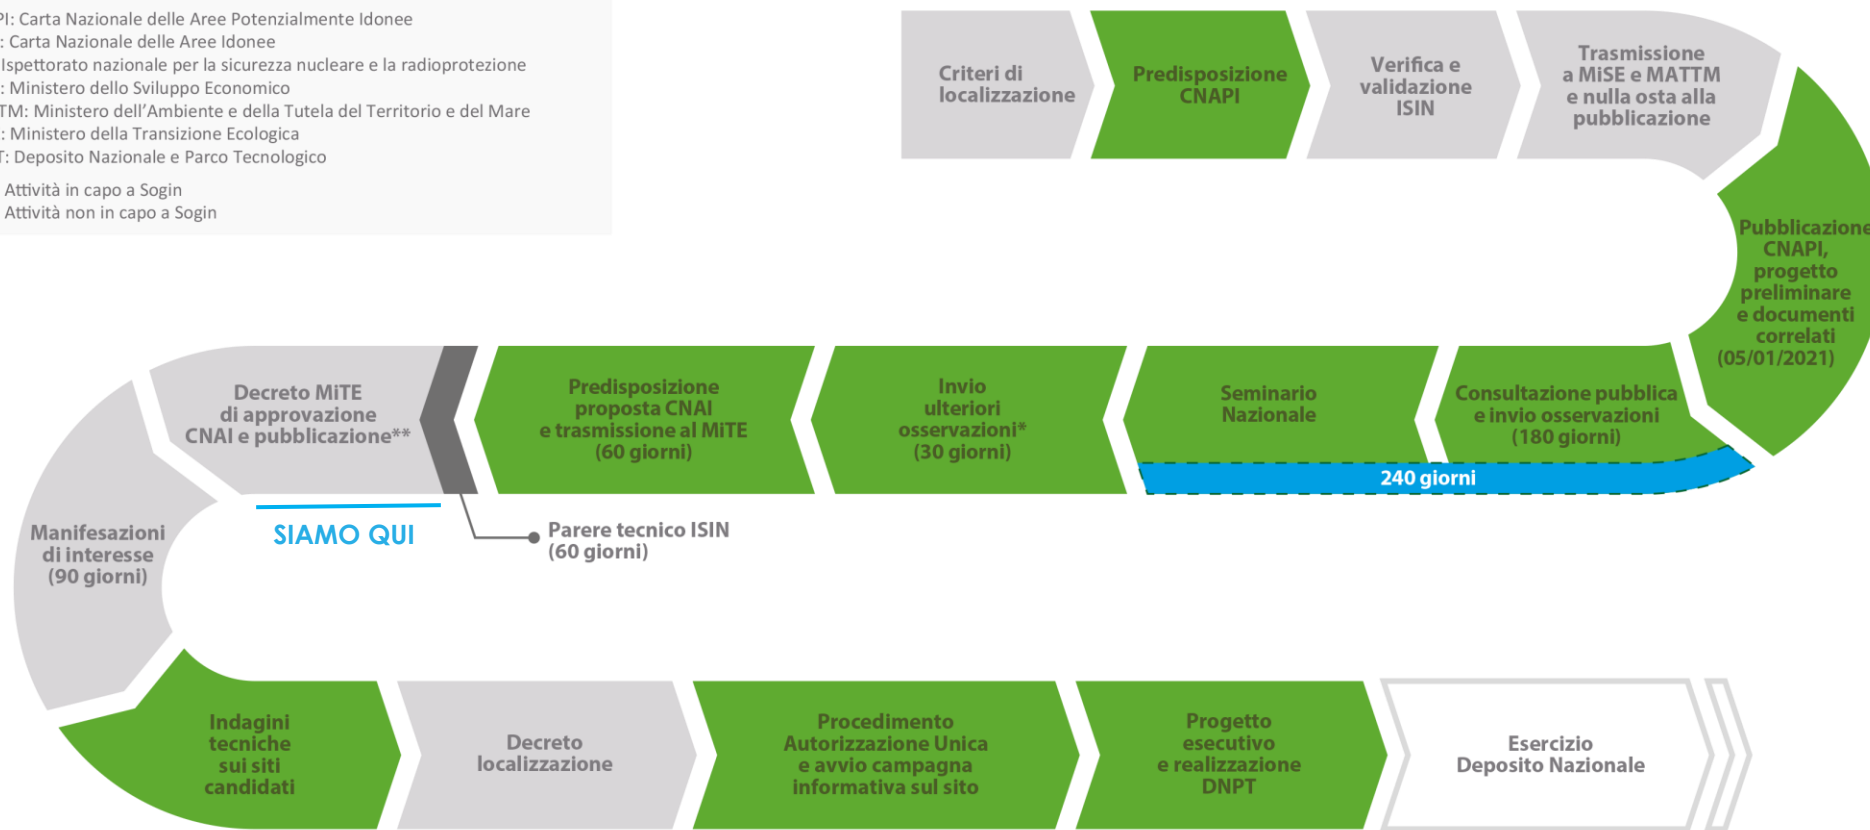 PI: Carta Nazionale delle Aree Potenzialmente Idonee
: Carta Nazionale delle Aree Idonee
Ispettorato nazionale per la sicurezza nucleare e la radioprotezione
: Ministero dello Sviluppo Economico
TM: Ministero dell'Ambiente e della Tutela del Territorio e del Mare
: Ministero della Transizione Ecologica
T: Deposito Nazionale e Parco Tecnologico
Attività in capo a Sogin
Attività non in capo a Sogin
Criteri di
localizzazione
Predisposizione
CNAPI
Verifica e
validazione
ISIN
Trasmissione
a MiSE e MATTM
e nulla osta alla
pubblicazione
Pubblicazione
CNAPI,
progetto
preliminare
e documenti
correlati
(05/01/2021)
Consultazione pubblica
e invio osservazioni
(180 giorni)
Seminario
Nazionale
240 giorni
Invio
ulteriori
osservazioni*
(30 giorni)
Predisposizione
proposta CNAI
e trasmissione al MiTE
(60 giorni)
Parere tecnico ISIN
(60 giorni)
Decreto MiTE
di approvazione
CNAI e pubblicazione**
SIAMO QUI
Manifesazioni
di interesse
(90 giorni)
Indagini
tecniche
sui siti
candidati
Decreto
localizzazione
Procedimento
Autorizzazione Unica
e avvio campagna
informativa sul sito
Progetto
esecutivo
e realizzazione
DNPT
Esercizio
Deposito Nazionale